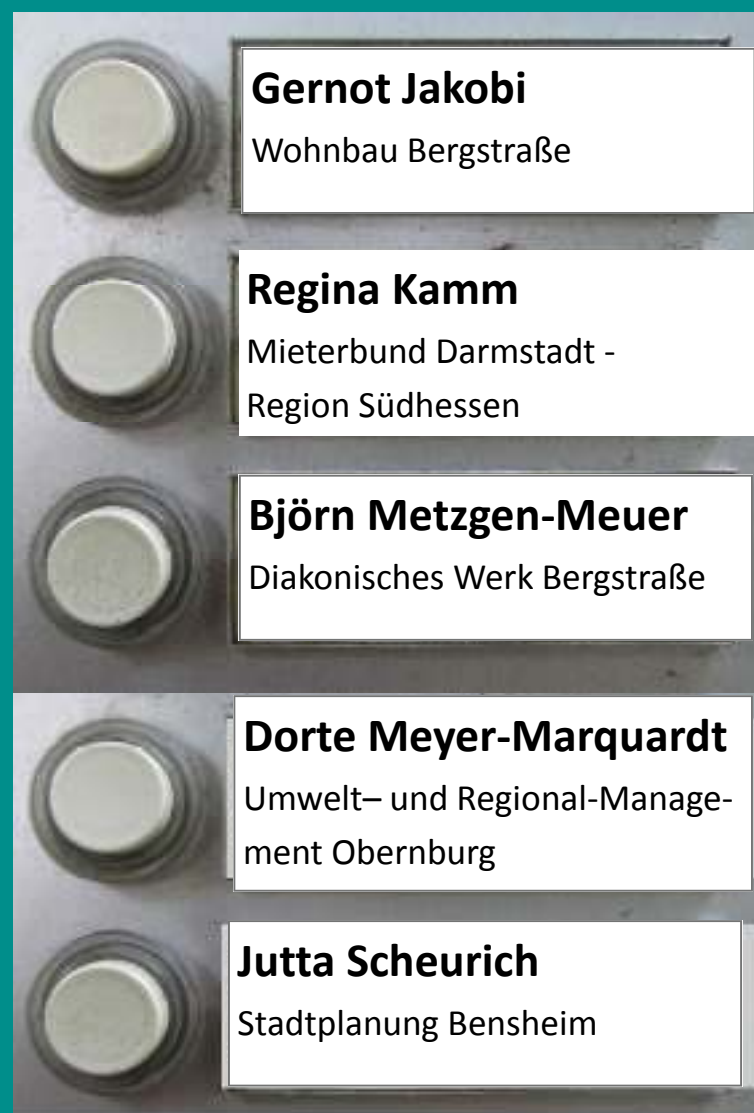 Gernot Jakobi
Wohnbau Bergstraße
Regina Kamm
Mieterbund Darmstadt -
Region Südhessen
Björn Metzgen-Meuer
Diakonisches Werk Bergstraße
Dorte Meyer-Marquardt
Umwelt– und Regional-Manage-
ment Obernburg
Jutta Scheurich
Stadtplanung Bensheim